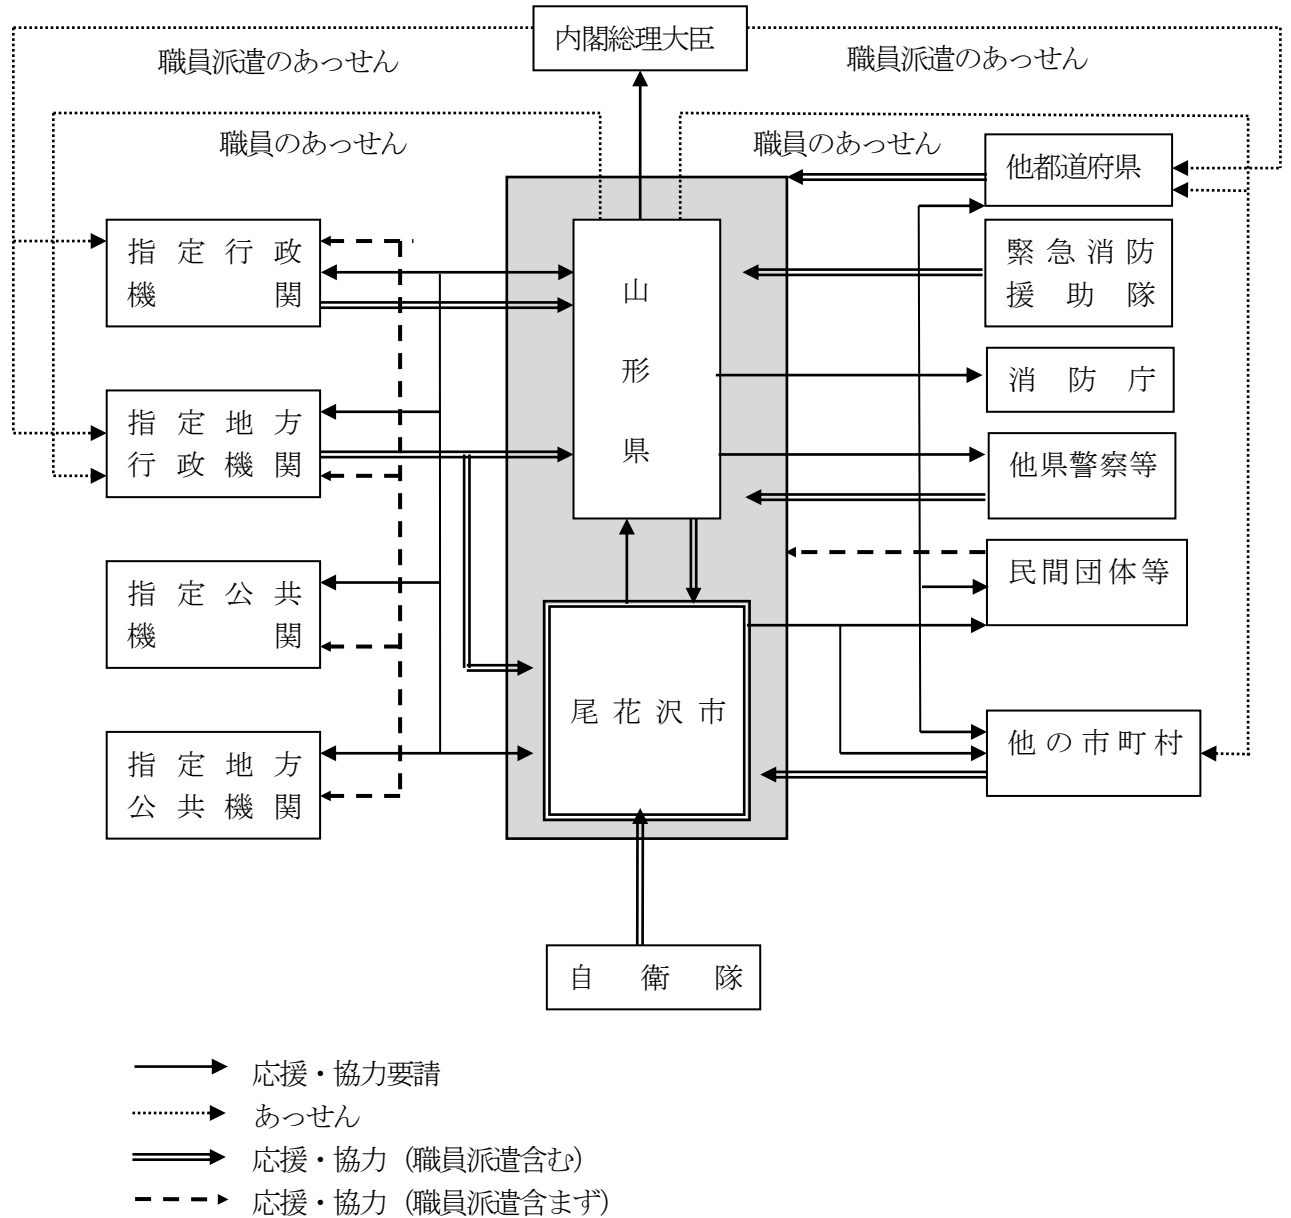 内閣総理大臣
職員派遣のあっせん
職員派遣のあっせん
職員のあっせん
職員のあっせん
他都道府県
指定行政
機関
緊急消防
援助隊
山形県
消防庁
指定地方
行政機関
他県警察等
指定公共
機関
民間団体等
尾花沢市
他の市町村
指定地方
公共機関
自衛隊
応援・協力要請
あっせん
応援・協力（職員派遣含む）
応援・協力（職員派遣含まず）